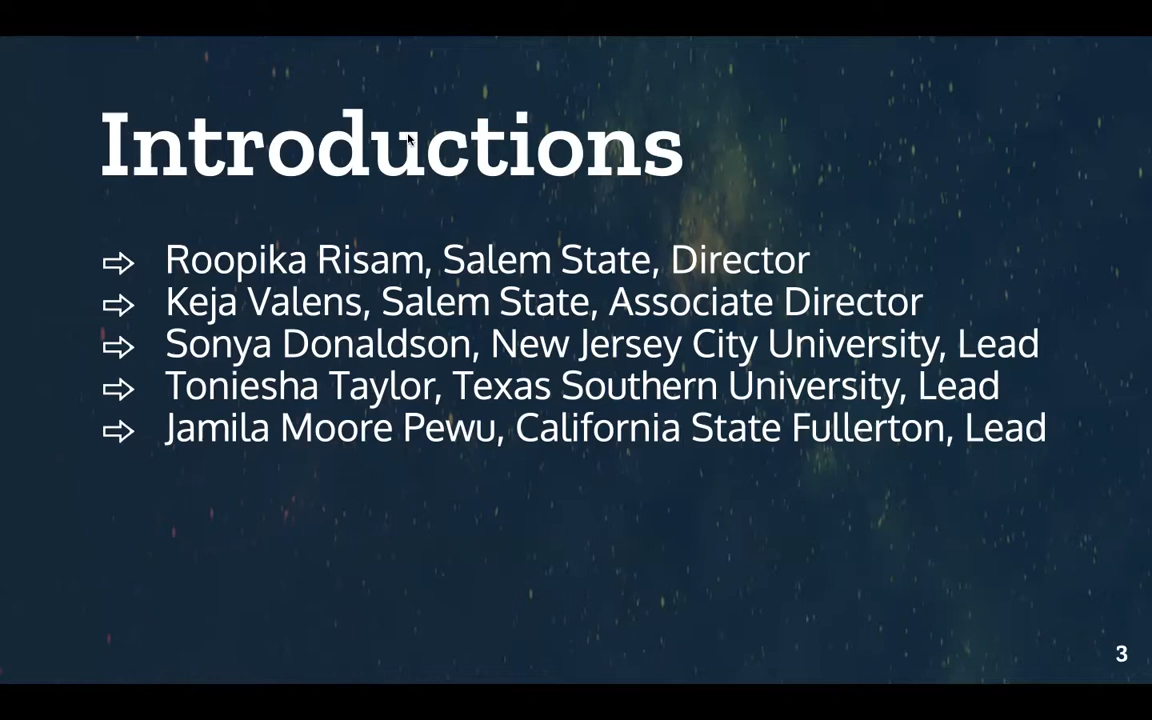 Introductions
⇨ Roopika Risam, Salem State, Director
⇨ Keja Valens, Salem State, Associate Director
⇨ Sonya Donaldson, New Jersey City University, Lead
⇨ Toniesha Taylor, Texas Southern University, Lead
⇨ Jamila Moore Pewu, California State Fullerton, Lead
3